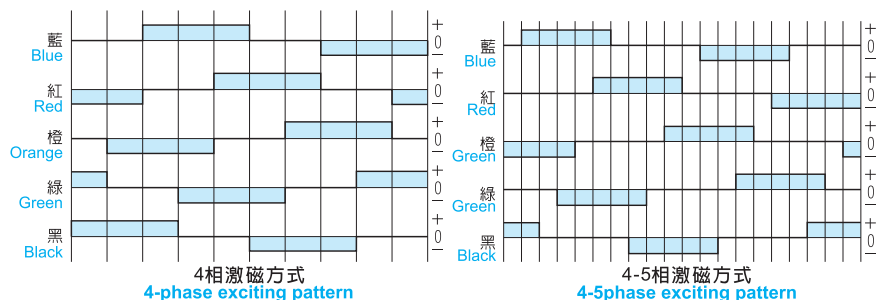 藍
Blue
+
0
−
紅
Red
+
0
−
橙
Orange
+
0
−
綠
Green
+
0
−
黑
Black
+
0
−
4相激磁方式
4-phase exciting pattern
藍
Blue
+
0
−
紅
Red
+
0
−
橙
Green
+
0
−
綠
Green
+
0
−
黑
Black
+
0
−
4-5相激磁方式
4-5phase exciting pattern